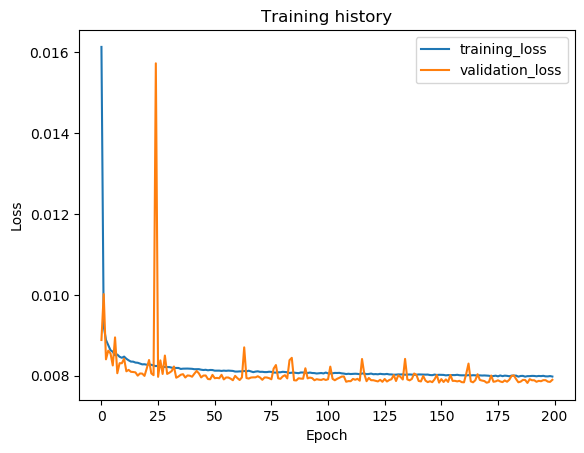 Training history
training_loss
validation_loss
0.016
0.014
0.012
0.010
0.008
Loss
0 25 50 75 100 125 150 175 200
Epoch